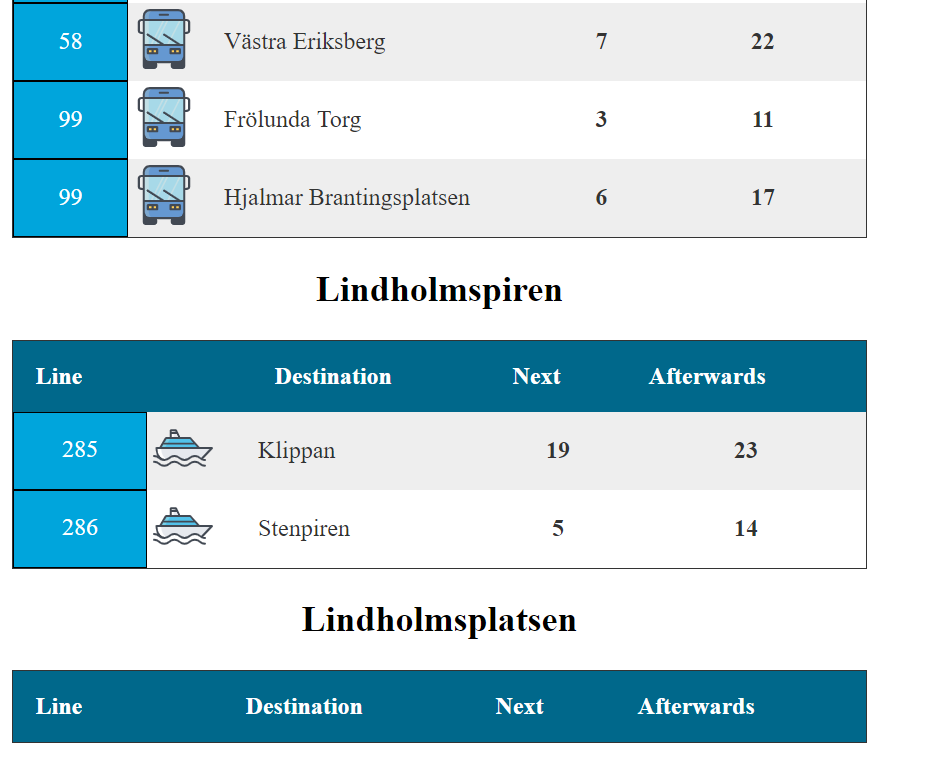 58 Västra Eriksberg 7 22
99 Frölunda Torg 3 11
99 Hjalmar Brantingsplatsen 6 17
Lindholmspiren
Line Destination Next Afterwards
285 Klippan 19 23
286 Stenpiren 5 14
Lindholmsplatsen
Line Destination Next Afterwards